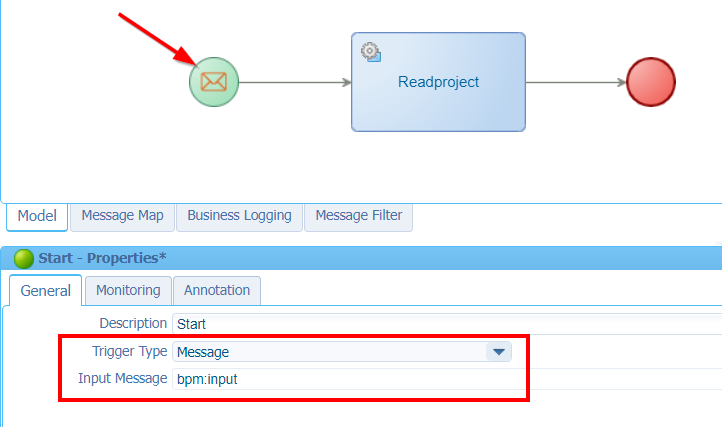 Readproject
Model Message Map Business Logging Message Filter
Start - Properties*
General Monitoring Annotation
Description Start
Trigger Type Message
Input Message bpm:input